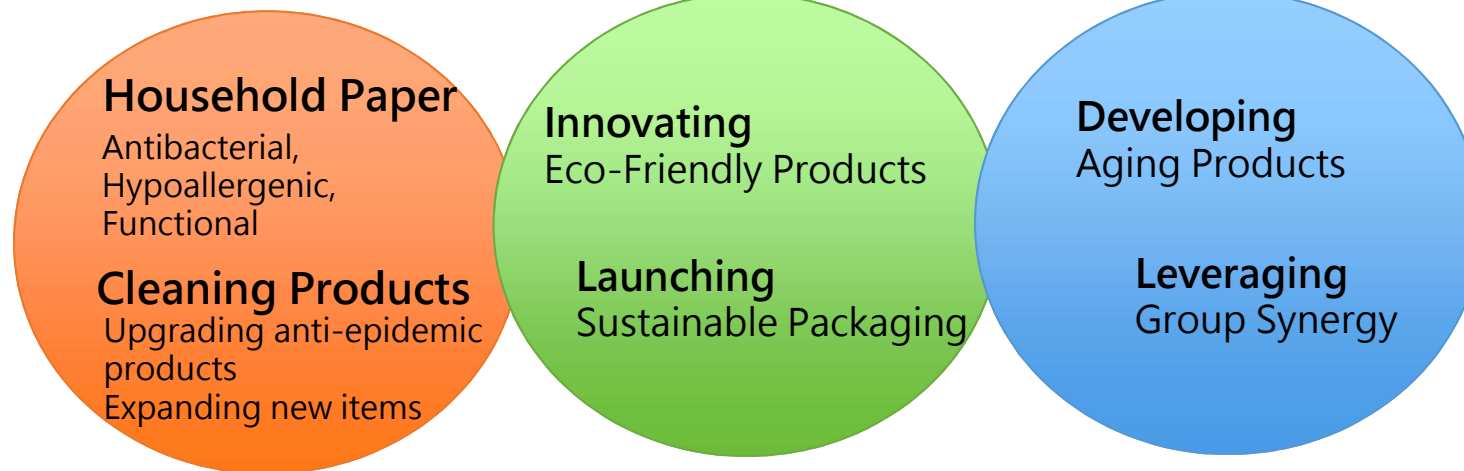 Household Paper
Antibacterial,
Hypoallergenic,
Functional
Cleaning Products
Upgrading anti-epidemic
products
Expanding new items
Innovating
Eco-Friendly Products
Launching
Sustainable Packaging
Developing
Aging Products
Leveraging
Group Synergy